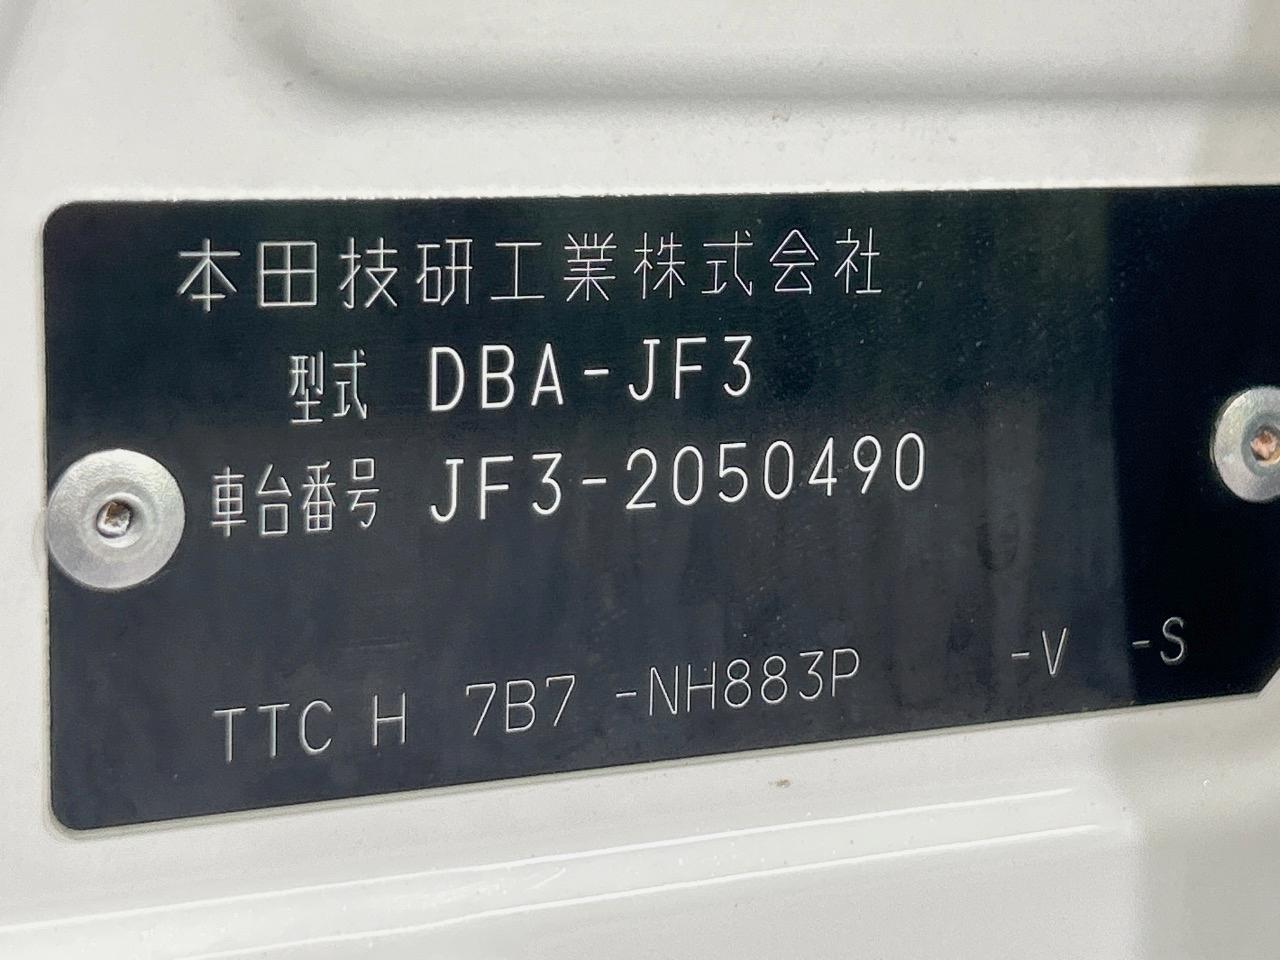 本田技研工業株式会社
型式 DBA-JF3
車台番号 JF3-2050490
TTC H 7B7 -NH883P -V -S